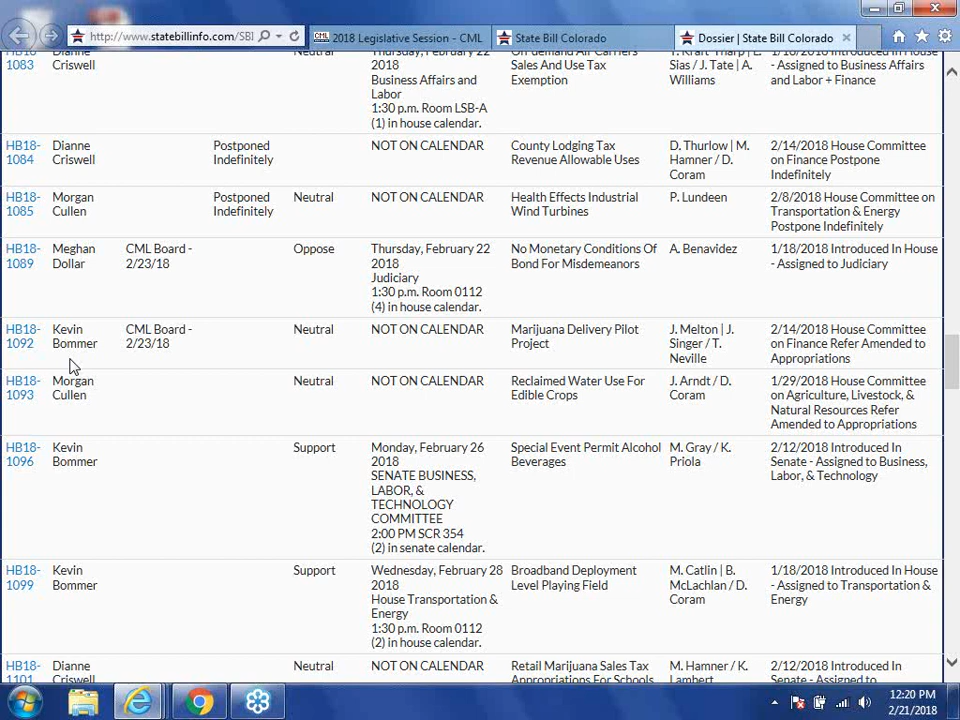 http://www.statebillinfo.com/SBI
2018 Legislative Session - CML
State Bill Colorado
Dossier | State Bill Colorado
1083
Criswell
2018
Business Affairs and
Labor
1:30 p.m. Room LSB-A
(1) in house calendar.
Sales And Use Tax
Exemption
Sias / J. Tate | A.
Williams
- Assigned to Business Affairs
and Labor + Finance
HB18-
1084
Dianne
Criswell
Postponed
Indefinitely
NOT ON CALENDAR
County Lodging Tax
Revenue Allowable Uses
D. Thurlow | M.
Hamner / D.
Coram
2/14/2018 House Committee
on Finance Postpone
Indefinitely
HB18-
1085
Morgan
Cullen
Postponed
Indefinitely
Neutral
NOT ON CALENDAR
Health Effects Industrial
Wind Turbines
P. Lundeen
2/8/2018 House Committee on
Transportation & Energy
Postpone Indefinitely
HB18-
1089
Meghan
Dollar
CML Board -
2/23/18
Oppose
Thursday, February 22
2018
Judiciary
1:30 p.m. Room 0112
(4) in house calendar.
No Monetary Conditions Of
Bond For Misdemeanors
A. Benavidez
1/18/2018 Introduced In House
- Assigned to Judiciary
HB18-
1092
Kevin
Bommer
CML Board -
2/23/18
Neutral
NOT ON CALENDAR
Marijuana Delivery Pilot
Project
J. Melton | J.
Singer / T.
Neville
2/14/2018 House Committee
on Finance Refer Amended to
Appropriations
HB18-
1093
Morgan
Cullen
Neutral
NOT ON CALENDAR
Reclaimed Water Use For
Edible Crops
J. Arndt / D.
Coram
1/29/2018 House Committee
on Agriculture, Livestock, &
Natural Resources Refer
Amended to Appropriations
HB18-
1096
Kevin
Bommer
Support
Monday, February 26
2018
SENATE BUSINESS,
LABOR, &
TECHNOLOGY
COMMITTEE
2:00 PM SCR 354
(2) in senate calendar.
Special Event Permit Alcohol
Beverages
M. Gray / K.
Priola
2/12/2018 Introduced In
Senate - Assigned to Business,
Labor, & Technology
HB18-
1099
Kevin
Bommer
Support
Wednesday, February 28
2018
House Transportation &
Energy
1:30 p.m. Room 0112
(2) in house calendar.
Broadband Deployment
Level Playing Field
M. Catlin | B.
McLachlan / D.
Coram
1/18/2018 Introduced In House
- Assigned to Transportation &
Energy
HB18-
1101
Dianne
Criswell
Neutral
NOT ON CALENDAR
Retail Marijuana Sales Tax
Appropriations For Schools
M. Hamner / K.
Lambert
2/12/2018 Introduced In
Senate - Assigned to
12:20 PM
2/21/2018